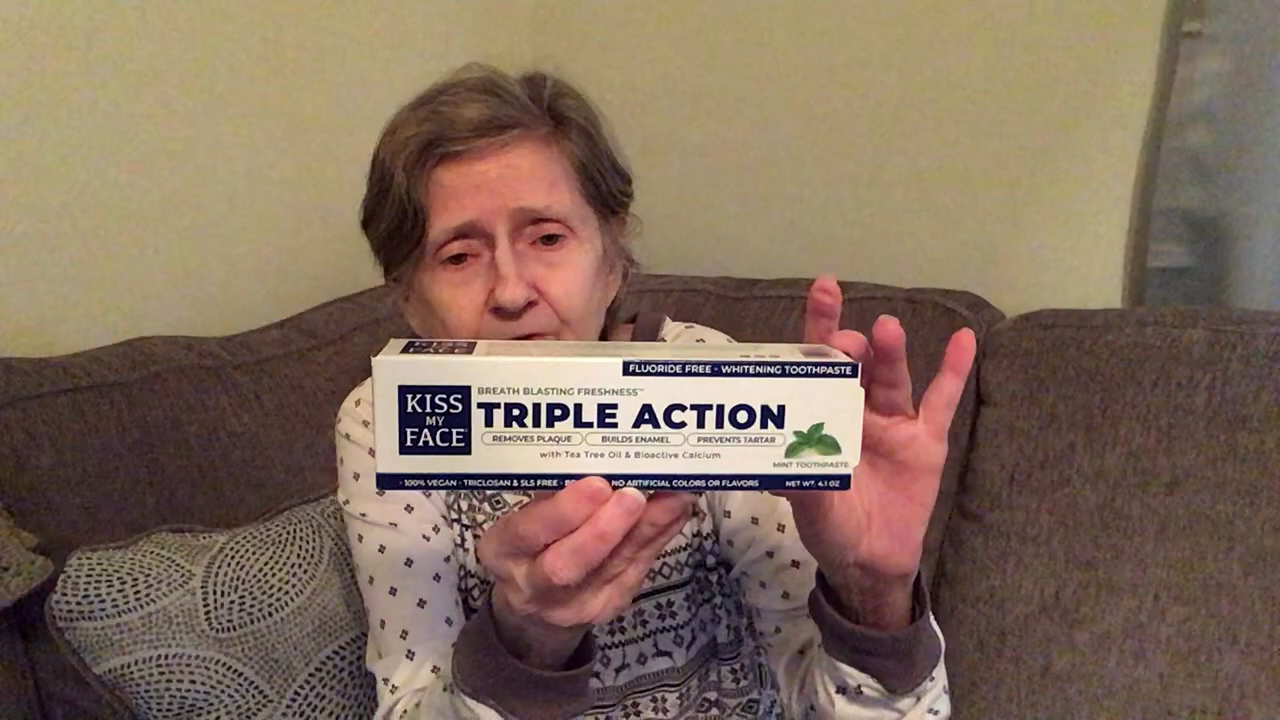 KISS
FACE
FLUORIDE FREE - WHITENING TOOTHPASTE
KISS
MY
FACE
BREATH BLASTING FRESHNESS™
TRIPLE ACTION
REMOVES PLAQUE BUILDS ENAMEL PREVENTS TARTAR
with Tea Tree Oil & Bioactive Calcium
MINT TOOTHPASTE
· 100% VEGAN - TRICLOSAN & SLS FREE - NO ARTIFICIAL COLORS OR FLAVORS NET WT. 4.1 OZ